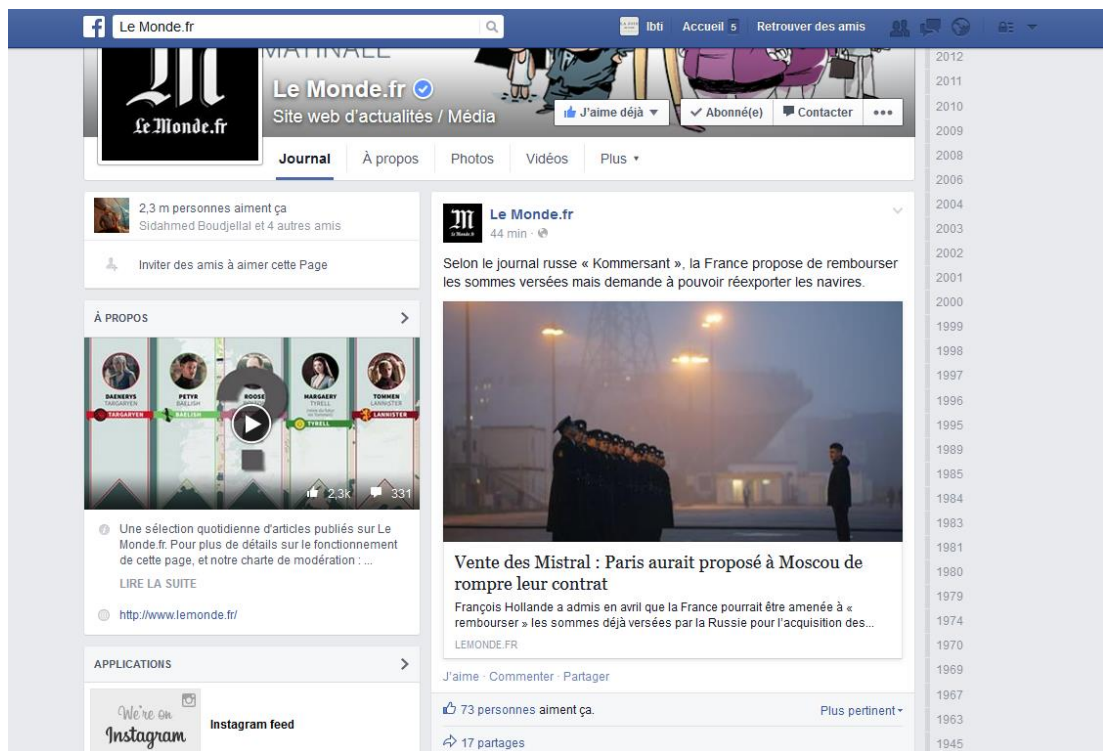 Le Monde.fr
Ibti
Accueil 5
Retrouver des amis
MATINALE
Le Monde.fr
Le Monde.fr
Site web d'actualités / Média
J'aime déjà
Abonné(e)
Contacter
Journal
À propos
Photos
Vidéos
Plus
2,3 m personnes aiment ça
Sidahmed Boudjellal et 4 autres amis
Inviter des amis à aimer cette Page
À PROPOS
DAENERYS
TARGARYEN
TARGARYEN
PETYR
BAELISH
BAELISH
ROOSE
MARGAERY
TYRELL
TYRELL
TOMMEN
LANNISTER
LANNISTER
2,3k
331
Une sélection quotidienne d'articles publiés sur Le
Monde.fr. Pour plus de détails sur le fonctionnement
de cette page, et notre charte de modération : ...
LIRE LA SUITE
http://www.lemonde.fr/
APPLICATIONS
We're on
Instagram
Instagram feed
Le Monde.fr
44 min
Selon le journal russe « Kommersant », la France propose de rembourser
les sommes versées mais demande à pouvoir réexporter les navires.
Vente des Mistral : Paris aurait proposé à Moscou de
rompre leur contrat
François Hollande a admis en avril que la France pourrait être amenée à «
rembourser » les sommes déjà versées par la Russie pour l'acquisition des...
LEMONDE.FR
J'aime · Commenter · Partager
73 personnes aiment ça.
Plus pertinent
17 partages
2012
2011
2010
2009
2008
2006
2004
2003
2002
2001
2000
1999
1998
1997
1996
1995
1989
1985
1984
1983
1981
1980
1979
1974
1970
1969
1967
1963
1945